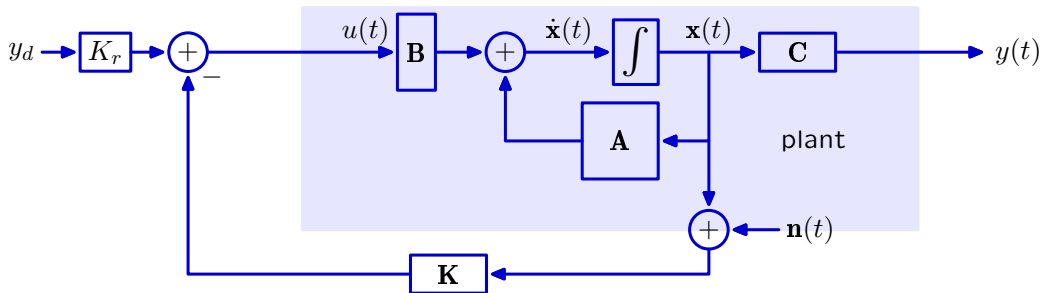 u(t) ẋ(t) x(t)
y_d K_r + B + ∫ C y(t)
−
A plant
+ n(t)
K